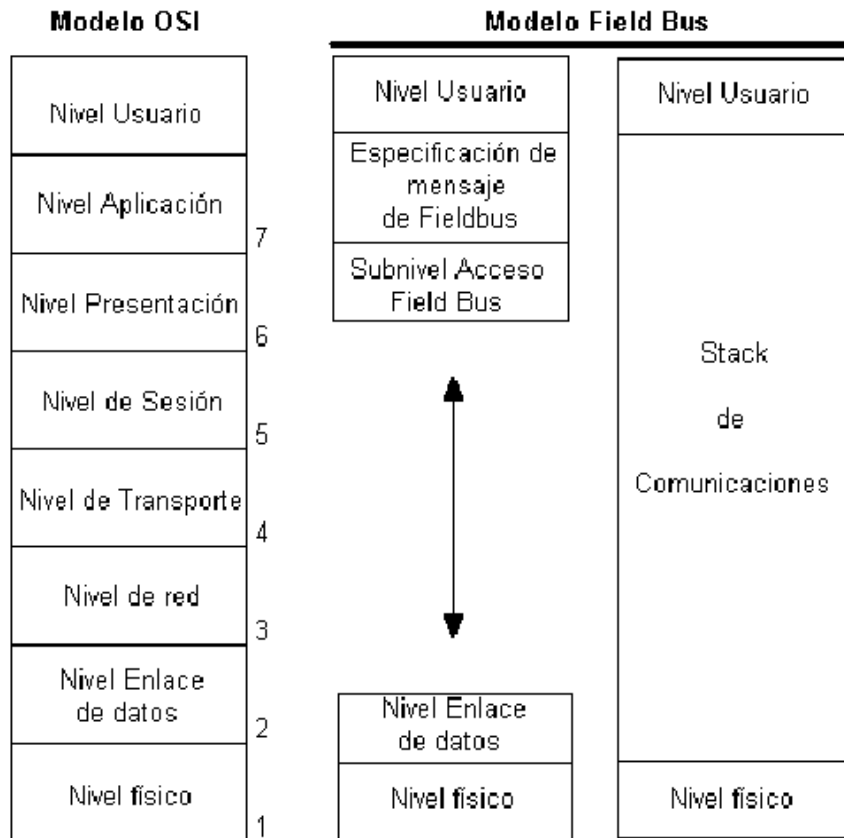 Modelo OSI
Nivel Usuario
Nivel Aplicación
7
Nivel Presentación
6
Nivel de Sesión
5
Nivel de Transporte
4
Nivel de red
3
Nivel Enlace
de datos
2
Nivel físico
1
Modelo Field Bus
Nivel Usuario
Especificación de
mensaje
de Fieldbus
Subnivel Acceso
Field Bus
Nivel Enlace
de datos
Nivel físico
Nivel Usuario
Stack
de
Comunicaciones
Nivel físico